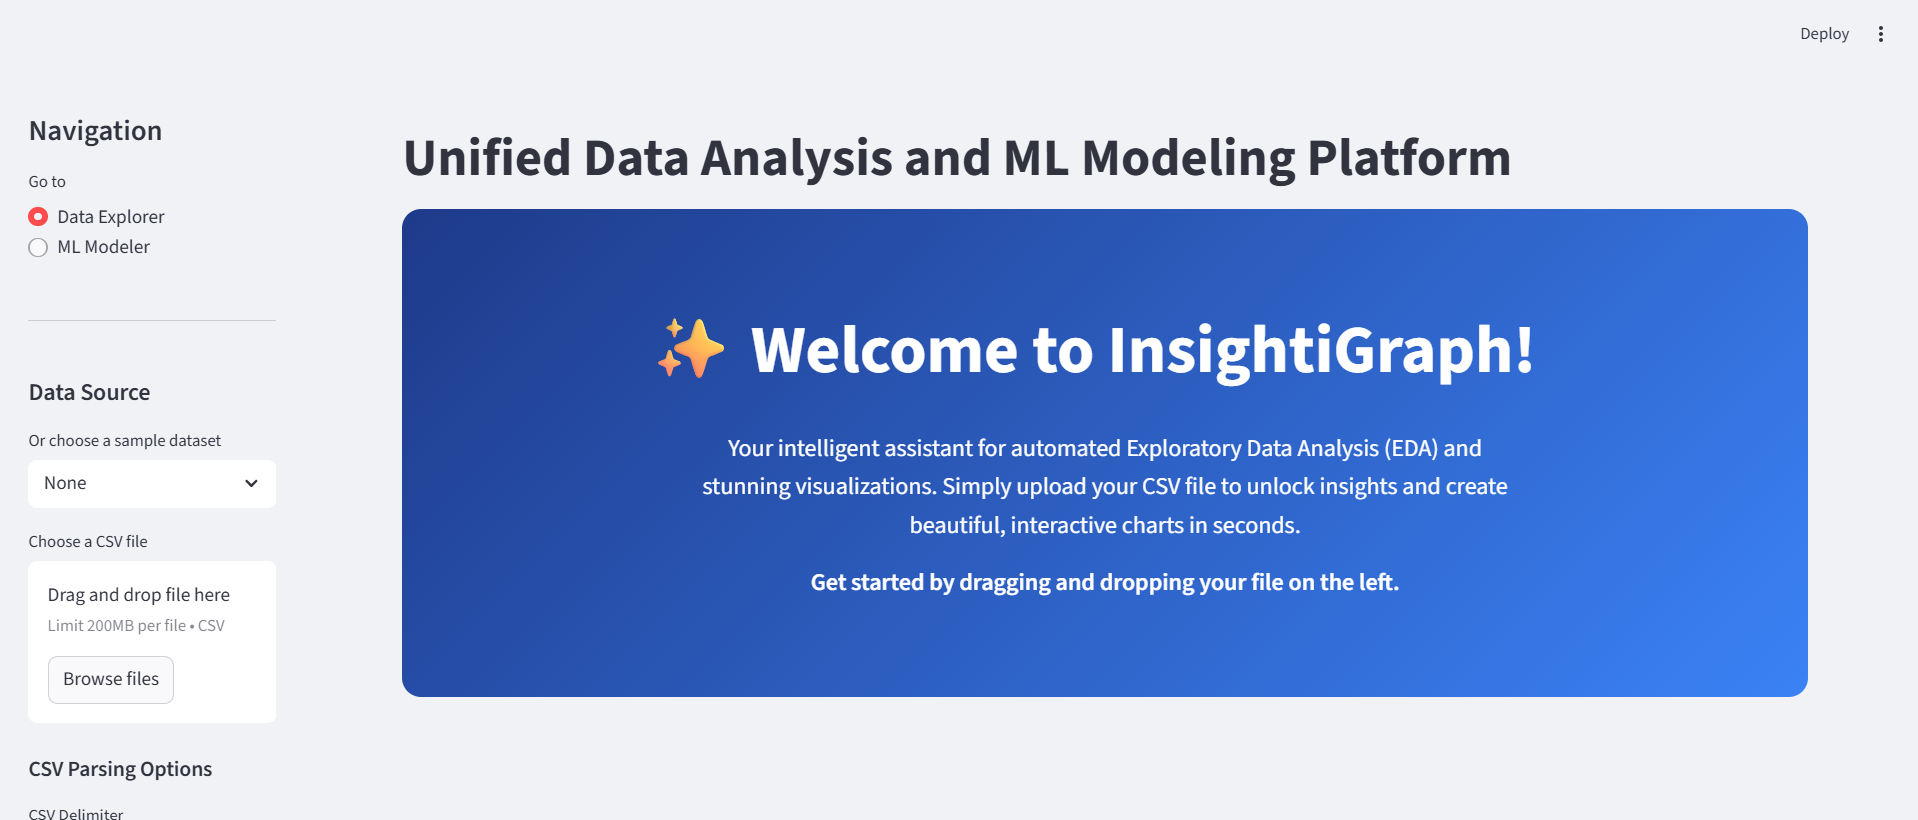 Deploy
Navigation
Go to
Data Explorer
ML Modeler
Data Source
Or choose a sample dataset
None
Choose a CSV file
Drag and drop file here
Limit 200MB per file • CSV
Browse files
CSV Parsing Options
CSV Delimiter
Unified Data Analysis and ML Modeling Platform
✨ Welcome to InsightiGraph!
Your intelligent assistant for automated Exploratory Data Analysis (EDA) and
stunning visualizations. Simply upload your CSV file to unlock insights and create
beautiful, interactive charts in seconds.
Get started by dragging and dropping your file on the left.